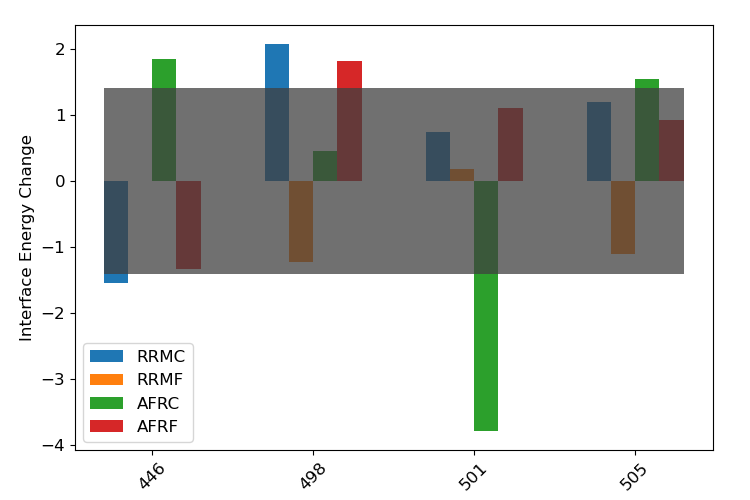 Interface Energy Change
2
1
0
−1
−2
−3
−4
RRMC
RRMF
AFRC
AFRF
446
498
501
505